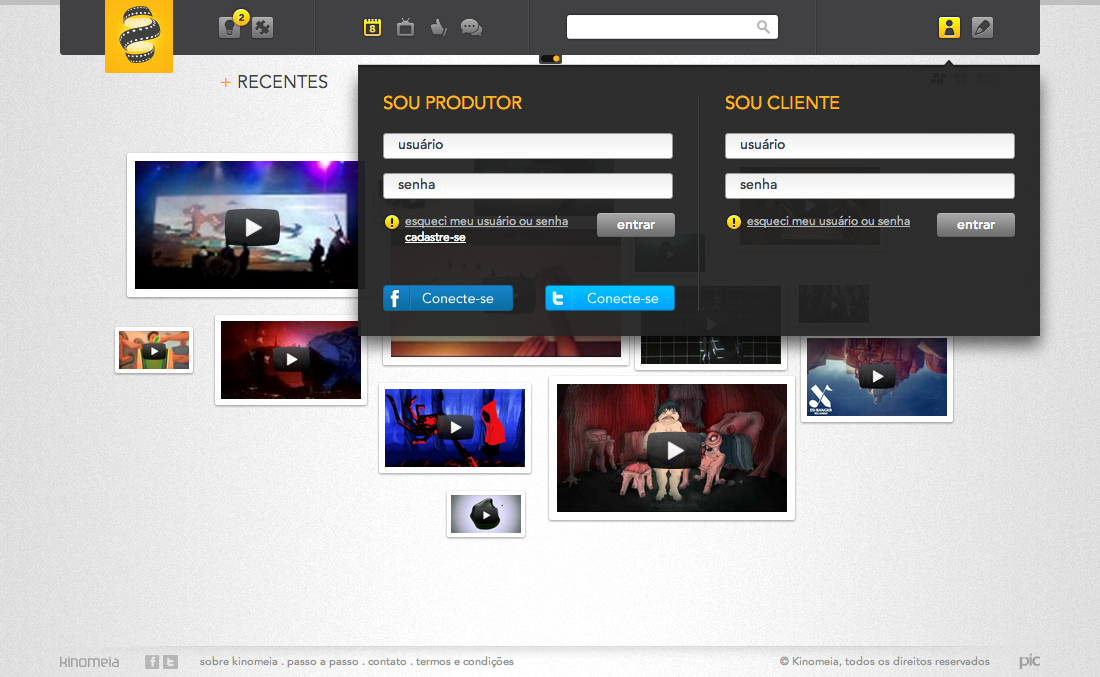 2
8
+ RECENTES
SOU PRODUTOR
usuário
senha
esqueci meu usuário ou senha
cadastre-se
entrar
f Conecte-se
t Conecte-se
SOU CLIENTE
usuário
senha
esqueci meu usuário ou senha
entrar
ED BANGER
kinomeia
f t
sobre kinomeia . passo a passo . contato . termos e condições
© Kinomeia, todos os direitos reservados
pic